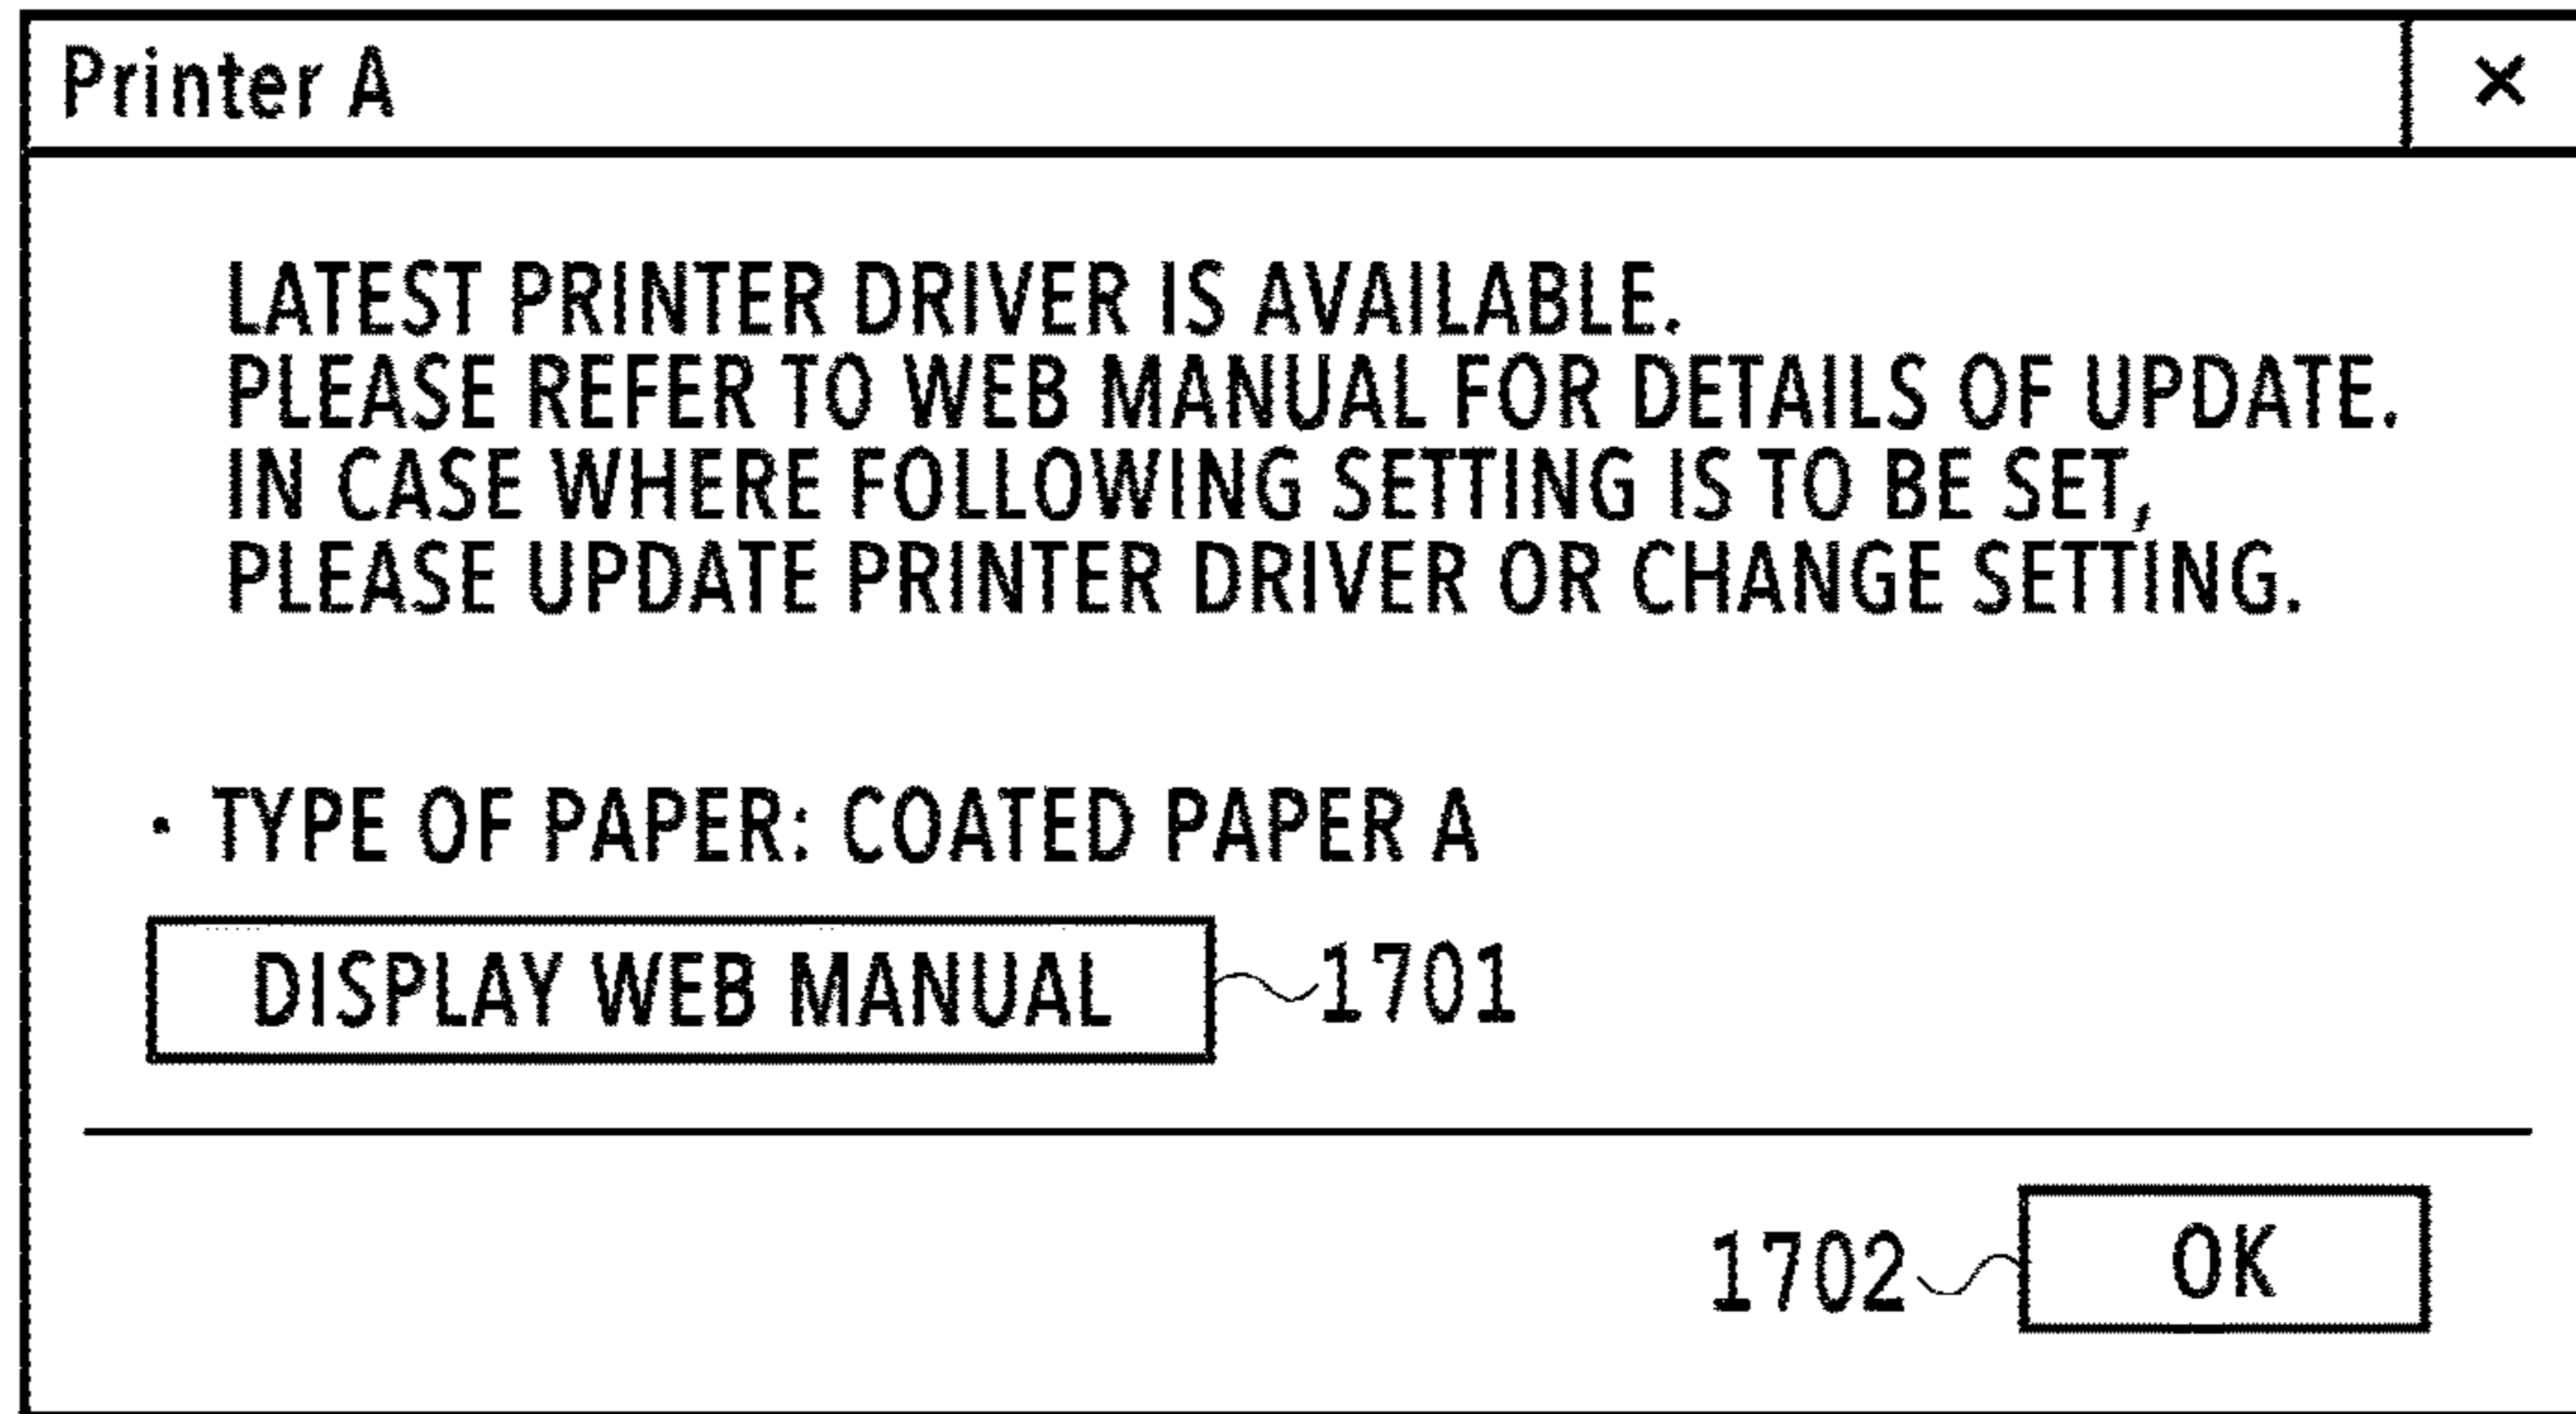 Printer A ×
LATEST PRINTER DRIVER IS AVAILABLE.
PLEASE REFER TO WEB MANUAL FOR DETAILS OF UPDATE.
IN CASE WHERE FOLLOWING SETTING IS TO BE SET,
PLEASE UPDATE PRINTER DRIVER OR CHANGE SETTING.
· TYPE OF PAPER: COATED PAPER A
DISPLAY WEB MANUAL 1701
1702 OK